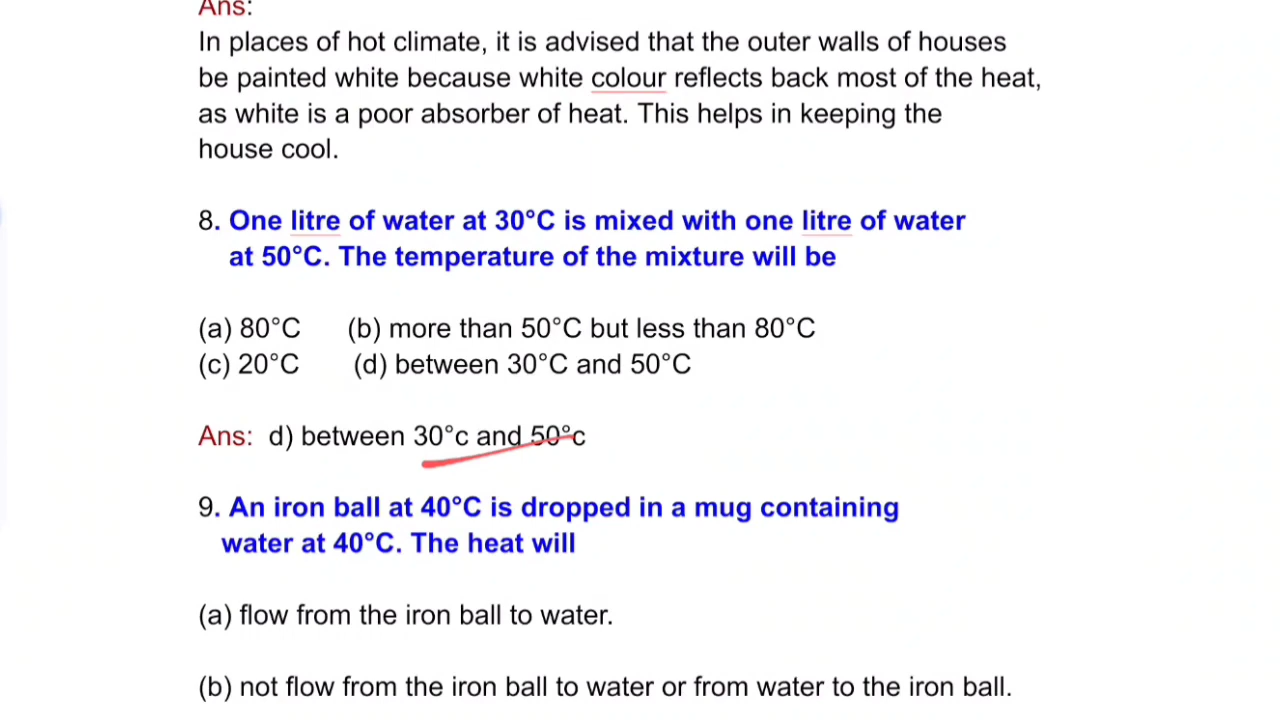 Ans:
In places of hot climate, it is advised that the outer walls of houses
be painted white because white colour reflects back most of the heat,
as white is a poor absorber of heat. This helps in keeping the
house cool.
8. One litre of water at 30°C is mixed with one litre of water
at 50°C. The temperature of the mixture will be
(a) 80°C (b) more than 50°C but less than 80°C
(c) 20°C (d) between 30°C and 50°C
Ans: d) between 30°c and 50°c
9. An iron ball at 40°C is dropped in a mug containing
water at 40°C. The heat will
(a) flow from the iron ball to water.
(b) not flow from the iron ball to water or from water to the iron ball.